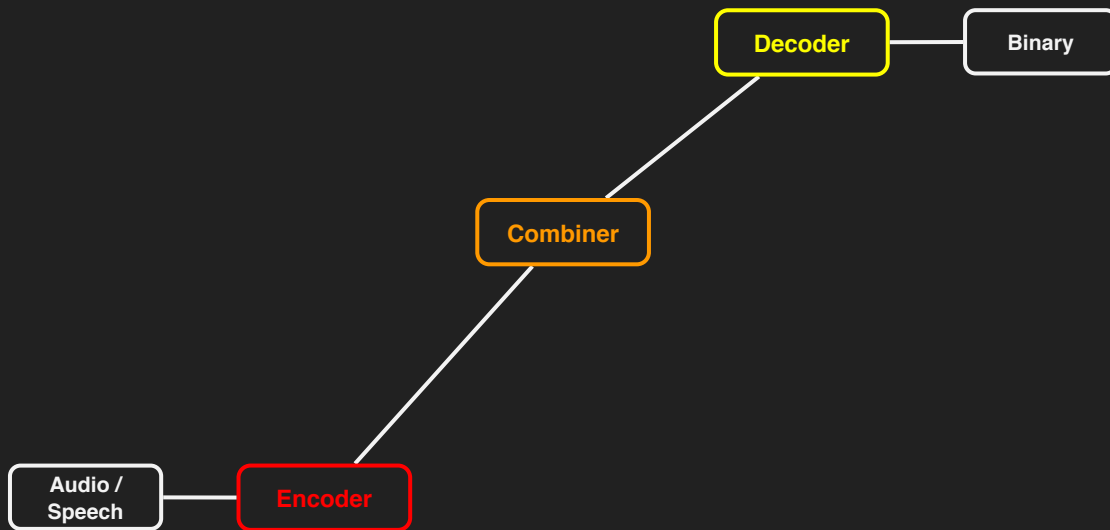 Decoder
Binary
Combiner
Audio /
Speech
Encoder